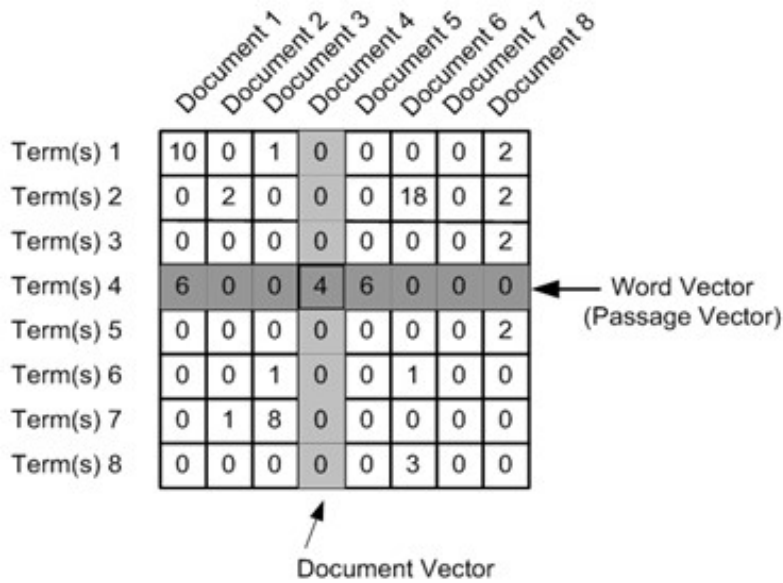 Document 1
Document 2
Document 3
Document 4
Document 5
Document 6
Document 7
Document 8
Term(s) 1 10 0 1 0 0 0 0 2
Term(s) 2 0 2 0 0 0 18 0 2
Term(s) 3 0 0 0 0 0 0 0 2
Term(s) 4 6 0 0 4 6 0 0 0
Word Vector
(Passage Vector)
Term(s) 5 0 0 0 0 0 0 0 2
Term(s) 6 0 0 1 0 0 1 0 0
Term(s) 7 0 1 8 0 0 0 0 0
Term(s) 8 0 0 0 0 0 3 0 0
Document Vector